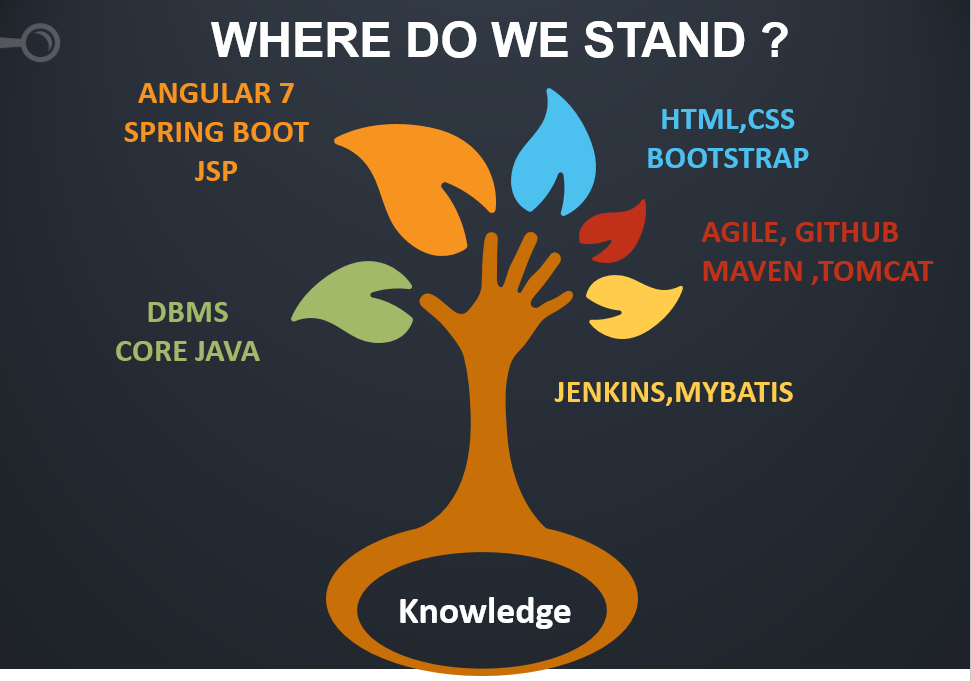 WHERE DO WE STAND ?
ANGULAR 7
SPRING BOOT
JSP
HTML,CSS
BOOTSTRAP
AGILE, GITHUB
MAVEN ,TOMCAT
DBMS
CORE JAVA
JENKINS,MYBATIS
Knowledge